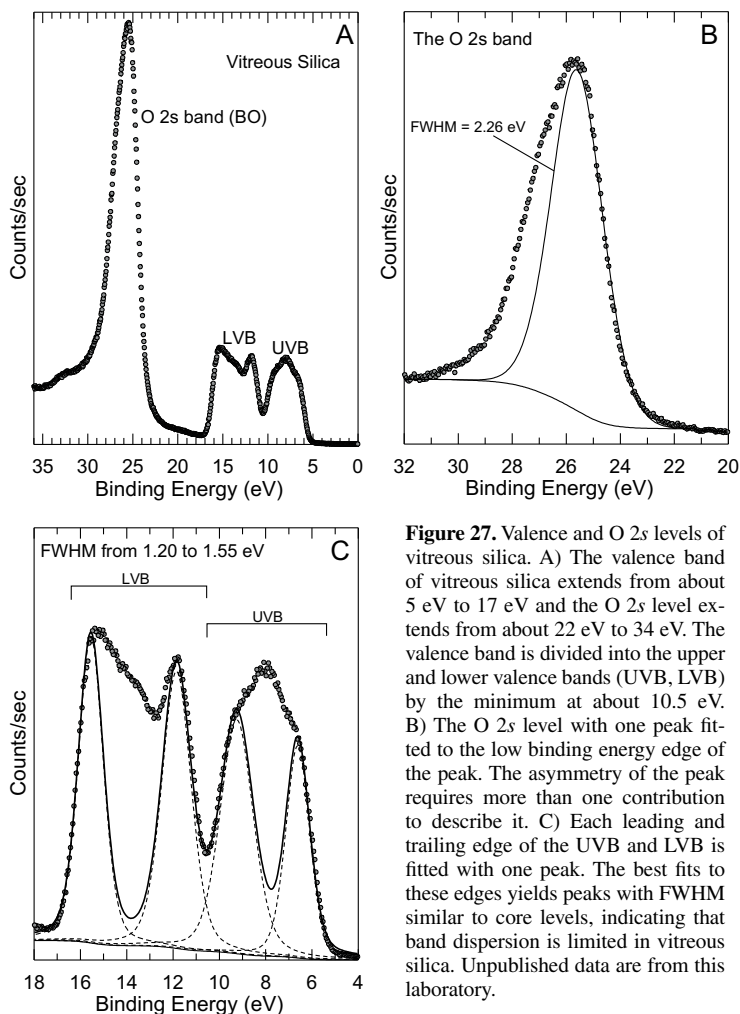 A
Vitreous Silica
O 2s band (BO)
LVB
UVB
Counts/sec
35 30 25 20 15 10 5 0
Binding Energy (eV)
The O 2s band
B
FWHM = 2.26 eV
Counts/sec
32 30 28 26 24 22 20
Binding Energy (eV)
FWHM from 1.20 to 1.55 eV
C
LVB
UVB
Counts/sec
18 16 14 12 10 8 6 4
Binding Energy (eV)
Figure 27. Valence and O 2s levels of
vitreous silica. A) The valence band
of vitreous silica extends from about
5 eV to 17 eV and the O 2s level ex-
tends from about 22 eV to 34 eV. The
valence band is divided into the upper
and lower valence bands (UVB, LVB)
by the minimum at about 10.5 eV.
B) The O 2s level with one peak fit-
ted to the low binding energy edge of
the peak. The asymmetry of the peak
requires more than one contribution
to describe it. C) Each leading and
trailing edge of the UVB and LVB is
fitted with one peak. The best fits to
these edges yields peaks with FWHM
similar to core levels, indicating that
band dispersion is limited in vitreous
silica. Unpublished data are from this
laboratory.